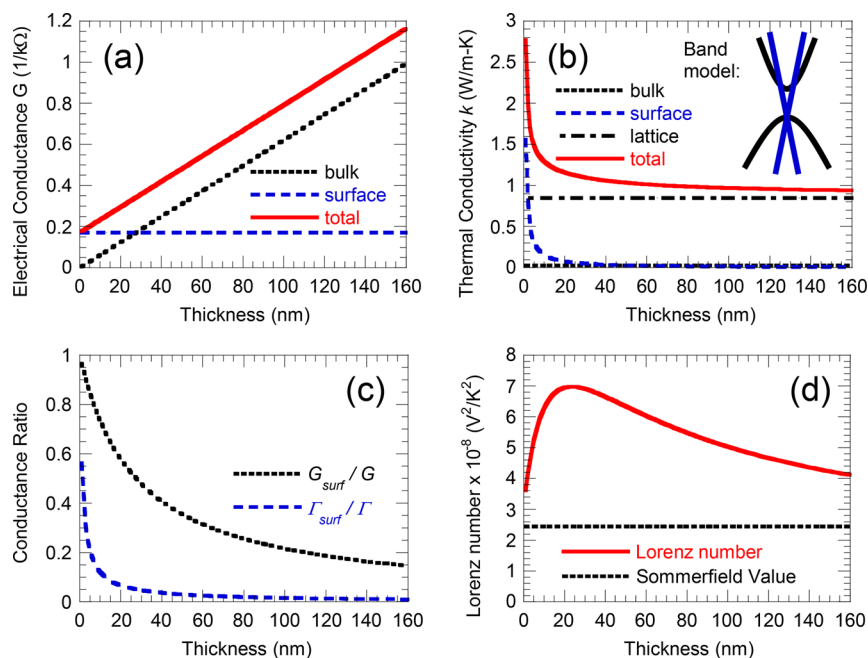 (a)
Electrical Conductance G (1/kΩ)
1.2
1
0.8
0.6
0.4
0.2
0
bulk
surface
total
0 20 40 60 80 100 120 140 160
Thickness (nm)
(b)
Thermal Conductivity k (W/m-K)
3
2.5
2
1.5
1
0.5
0
Band
model:
bulk
surface
lattice
total
0 20 40 60 80 100 120 140 160
Thickness (nm)
(c)
Conductance Ratio
1
0.8
0.6
0.4
0.2
0
Gsurf / G
Γsurf / Γ
0 20 40 60 80 100 120 140 160
Thickness (nm)
(d)
Lorenz number x 10-8 (V2/K2)
8
7
6
5
4
3
2
1
0
Lorenz number
Sommerfield Value
0 20 40 60 80 100 120 140 160
Thickness (nm)